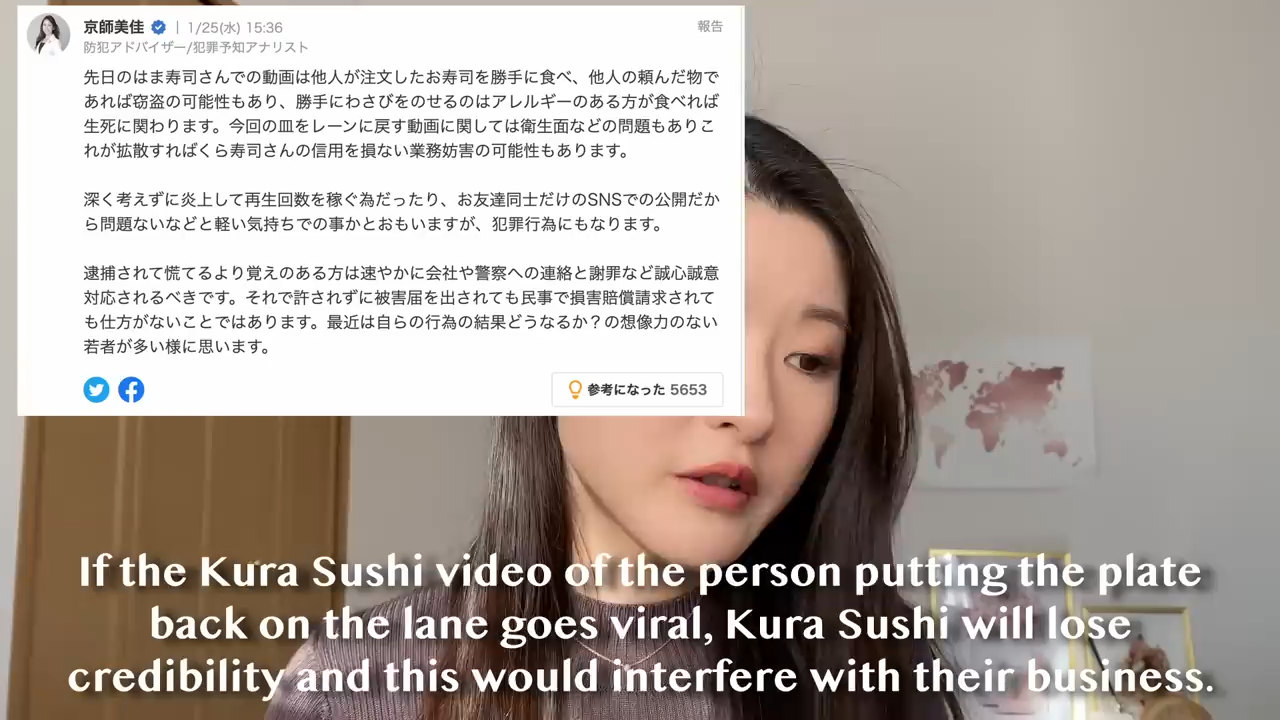 京師美佳 | 1/25(水) 15:36 報告
防犯アドバイザー/犯罪予知アナリスト
先日のはま寿司さんでの動画は他人が注文したお寿司を勝手に食べ、他人の頼んだ物で
あれば窃盗の可能性もあり、勝手にわさびをのせるのはアレルギーのある方が食べれば
生死に関わります。今回の皿をレーンに戻す動画に関しては衛生面などの問題もありこ
れが拡散すればくら寿司さんの信用を損ない業務妨害の可能性もあります。
深く考えずに炎上して再生回数を稼ぐ為だったり、お友達同士だけのSNSでの公開だか
ら問題ないなどと軽い気持ちでの事かとおもいますが、犯罪行為にもなります。
逮捕されて慌てるより覚えのある方は速やかに会社や警察への連絡と謝罪など誠心誠意
対応されるべきです。それで許されずに被害届を出されても民事で損害賠償請求されて
も仕方がないことではあります。最近は自らの行為の結果どうなるか？の想像力のない
若者が多い様に思います。
参考になった 5653
If the Kura Sushi video of the person putting the plate
back on the lane goes viral, Kura Sushi will lose
credibility and this would interfere with their business.